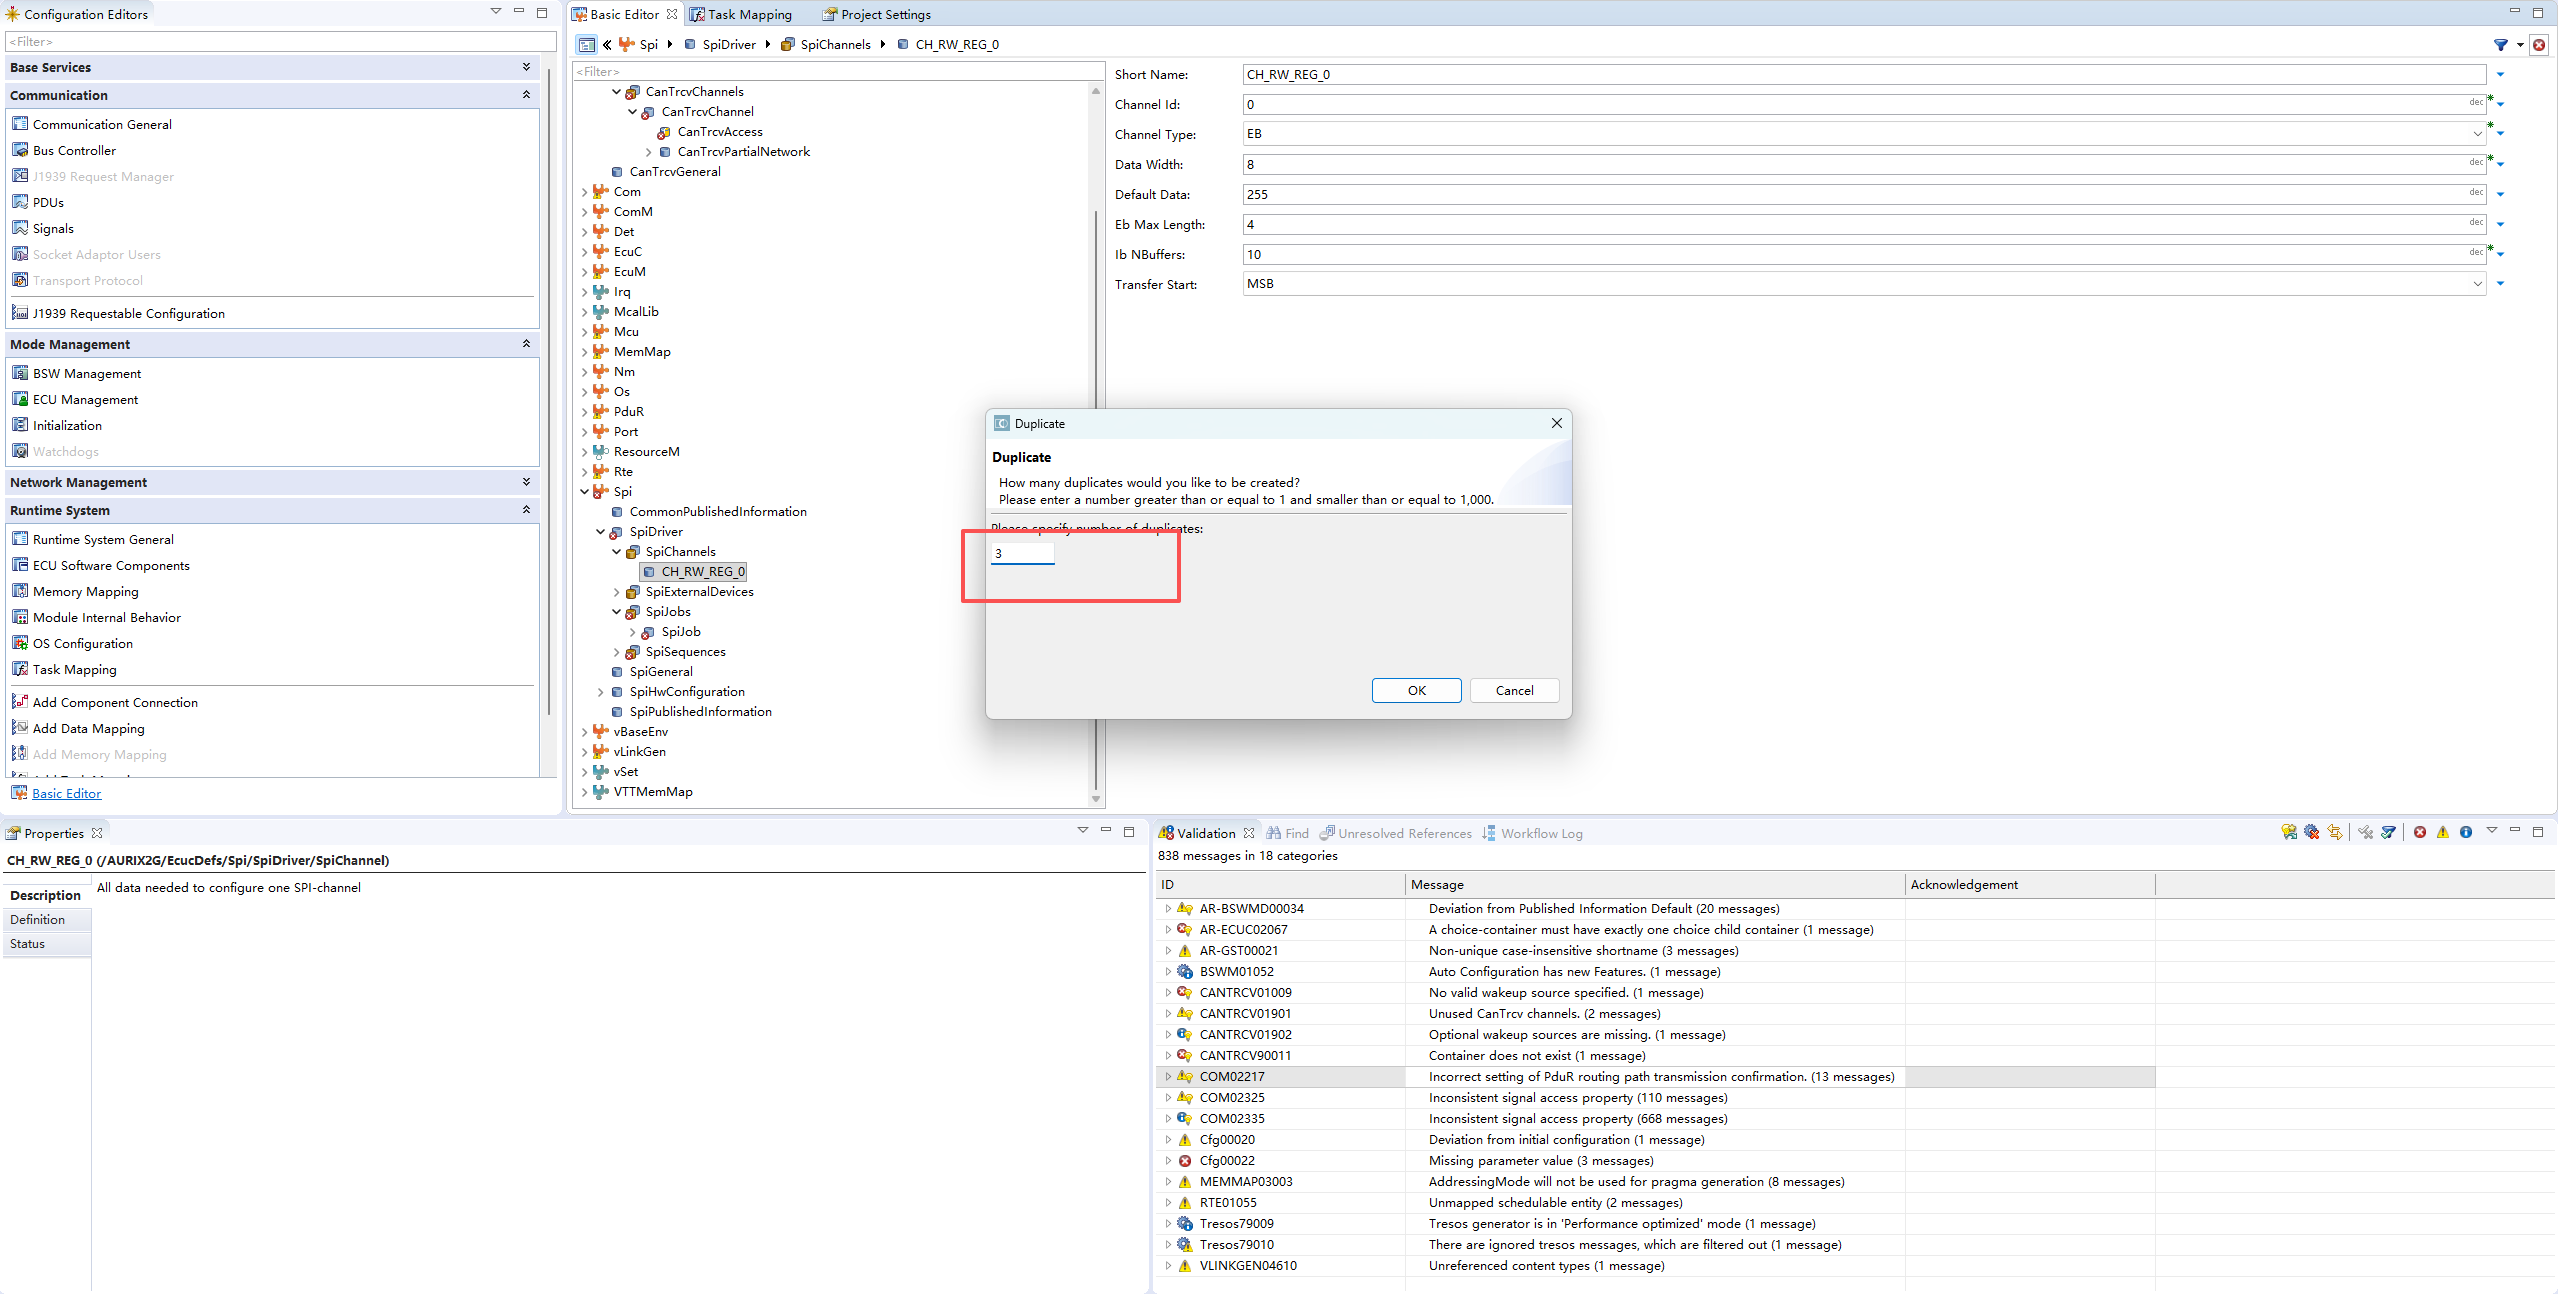 Configuration Editors
<Filter>
Base Services
Communication
Communication General
Bus Controller
J1939 Request Manager
PDUs
Signals
Socket Adaptor Users
Transport Protocol
J1939 Requestable Configuration
Mode Management
BSW Management
ECU Management
Initialization
Watchdogs
Network Management
Runtime System
Runtime System General
ECU Software Components
Memory Mapping
Module Internal Behavior
OS Configuration
Task Mapping
Add Component Connection
Add Data Mapping
Add Memory Mapping
Basic Editor
Basic Editor Task Mapping Project Settings
Spi SpiDriver SpiChannels CH_RW_REG_0
<Filter>
CanTrcvChannels
CanTrcvChannel
CanTrcvAccess
CanTrcvPartialNetwork
CanTrcvGeneral
Com
ComM
Det
EcuC
EcuM
Irq
McalLib
Mcu
MemMap
Nm
Os
PduR
Port
ResourceM
Rte
Spi
CommonPublishedInformation
SpiDriver
SpiChannels
CH_RW_REG_0
SpiExternalDevices
SpiJobs
SpiJob
SpiSequences
SpiGeneral
SpiHwConfiguration
SpiPublishedInformation
vBaseEnv
vLinkGen
vSet
VTTMemMap
Short Name: CH_RW_REG_0
Channel Id: 0 dec
Channel Type: EB
Data Width: 8 dec
Default Data: 255 dec
Eb Max Length: 4 dec
Ib NBuffers: 10 dec
Transfer Start: MSB
Duplicate
Duplicate
How many duplicates would you like to be created?
Please enter a number greater than or equal to 1 and smaller than or equal to 1,000.
Please specify number of duplicates:
3
OK Cancel
Properties
CH_RW_REG_0 (/AURIX2G/EcucDefs/Spi/SpiDriver/SpiChannel)
Description All data needed to configure one SPI-channel
Definition
Status
Validation Find Unresolved References Workflow Log
838 messages in 18 categories
ID Message Acknowledgement
AR-BSWMD00034 Deviation from Published Information Default (20 messages)
AR-ECUC02067 A choice-container must have exactly one choice child container (1 message)
AR-GST00021 Non-unique case-insensitive shortname (3 messages)
BSWM01052 Auto Configuration has new Features. (1 message)
CANTRCV01009 No valid wakeup source specified. (1 message)
CANTRCV01901 Unused CanTrcv channels. (2 messages)
CANTRCV01902 Optional wakeup sources are missing. (1 message)
CANTRCV90011 Container does not exist (1 message)
COM02217 Incorrect setting of PduR routing path transmission confirmation. (13 messages)
COM02325 Inconsistent signal access property (110 messages)
COM02335 Inconsistent signal access property (668 messages)
Cfg00020 Deviation from initial configuration (1 message)
Cfg00022 Missing parameter value (3 messages)
MEMMAP03003 AddressingMode will not be used for pragma generation (8 messages)
RTE01055 Unmapped schedulable entity (2 messages)
Tresos79009 Tresos generator is in 'Performance optimized' mode (1 message)
Tresos79010 There are ignored tresos messages, which are filtered out (1 message)
VLINKGEN04610 Unreferenced content types (1 message)